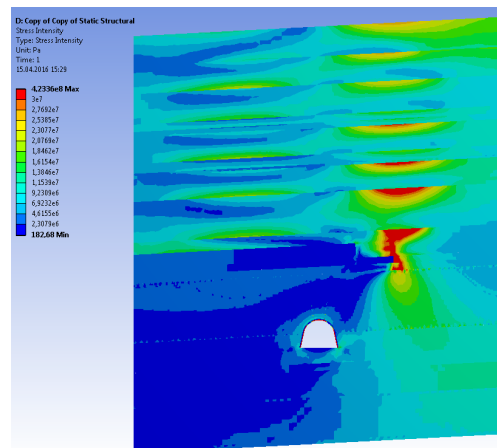 D: Copy of Copy of Static Structural
Stress Intensity
Type: Stress Intensity
Unit: Pa
Time: 1
15.04.2016 15:29
4,2336e8 Max
3e7
2,7692e7
2,5385e7
2,3077e7
2,0769e7
1,8462e7
1,6154e7
1,3846e7
1,1539e7
9,2309e6
6,9232e6
4,6155e6
2,3079e6
182,68 Min